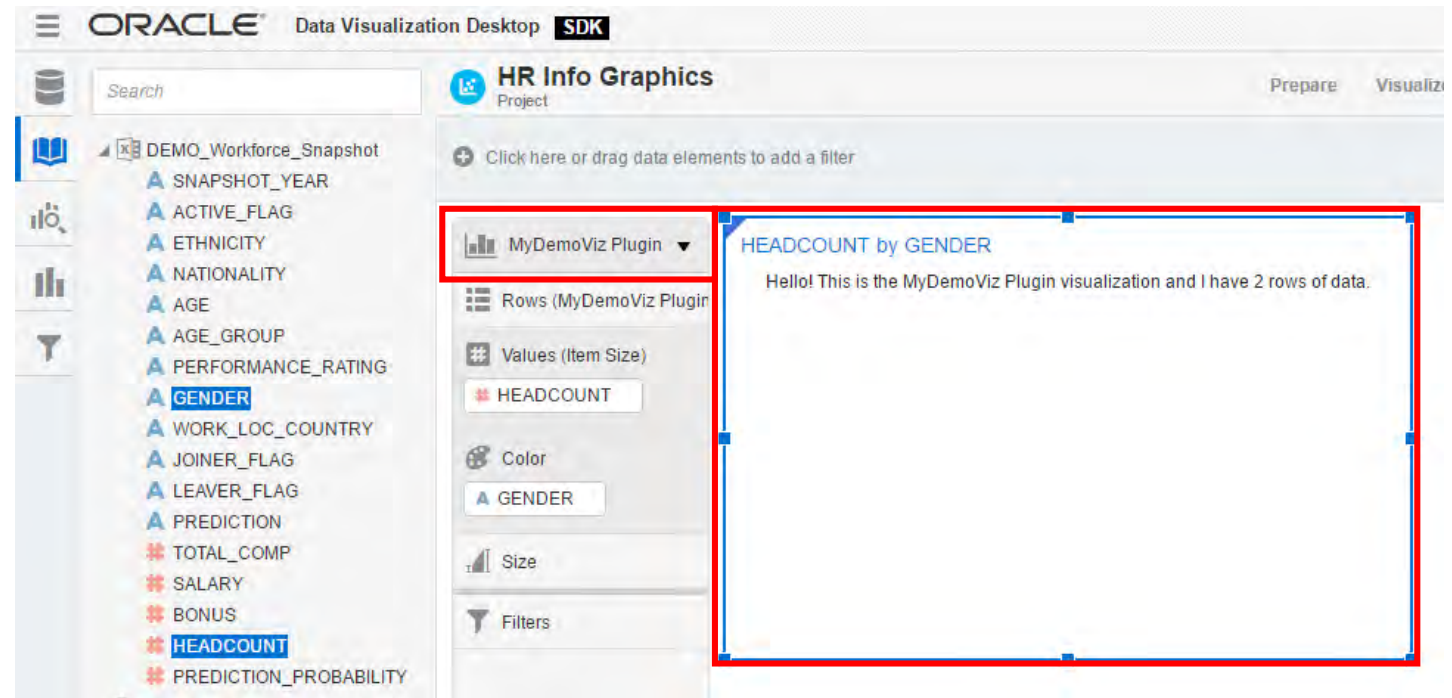 ORACLE® Data Visualization Desktop SDK
Search
HR Info Graphics
Project
Prepare
Visualize
Click here or drag data elements to add a filter
DEMO_Workforce_Snapshot
A SNAPSHOT_YEAR
A ACTIVE_FLAG
A ETHNICITY
A NATIONALITY
A AGE
A AGE_GROUP
A PERFORMANCE_RATING
A GENDER
A WORK_LOC_COUNTRY
A JOINER_FLAG
A LEAVER_FLAG
A PREDICTION
# TOTAL_COMP
# SALARY
# BONUS
# HEADCOUNT
# PREDICTION_PROBABILITY
MyDemoViz Plugin
Rows (MyDemoViz Plugin
# Values (Item Size)
# HEADCOUNT
Color
A GENDER
Size
Filters
HEADCOUNT by GENDER
Hello! This is the MyDemoViz Plugin visualization and I have 2 rows of data.